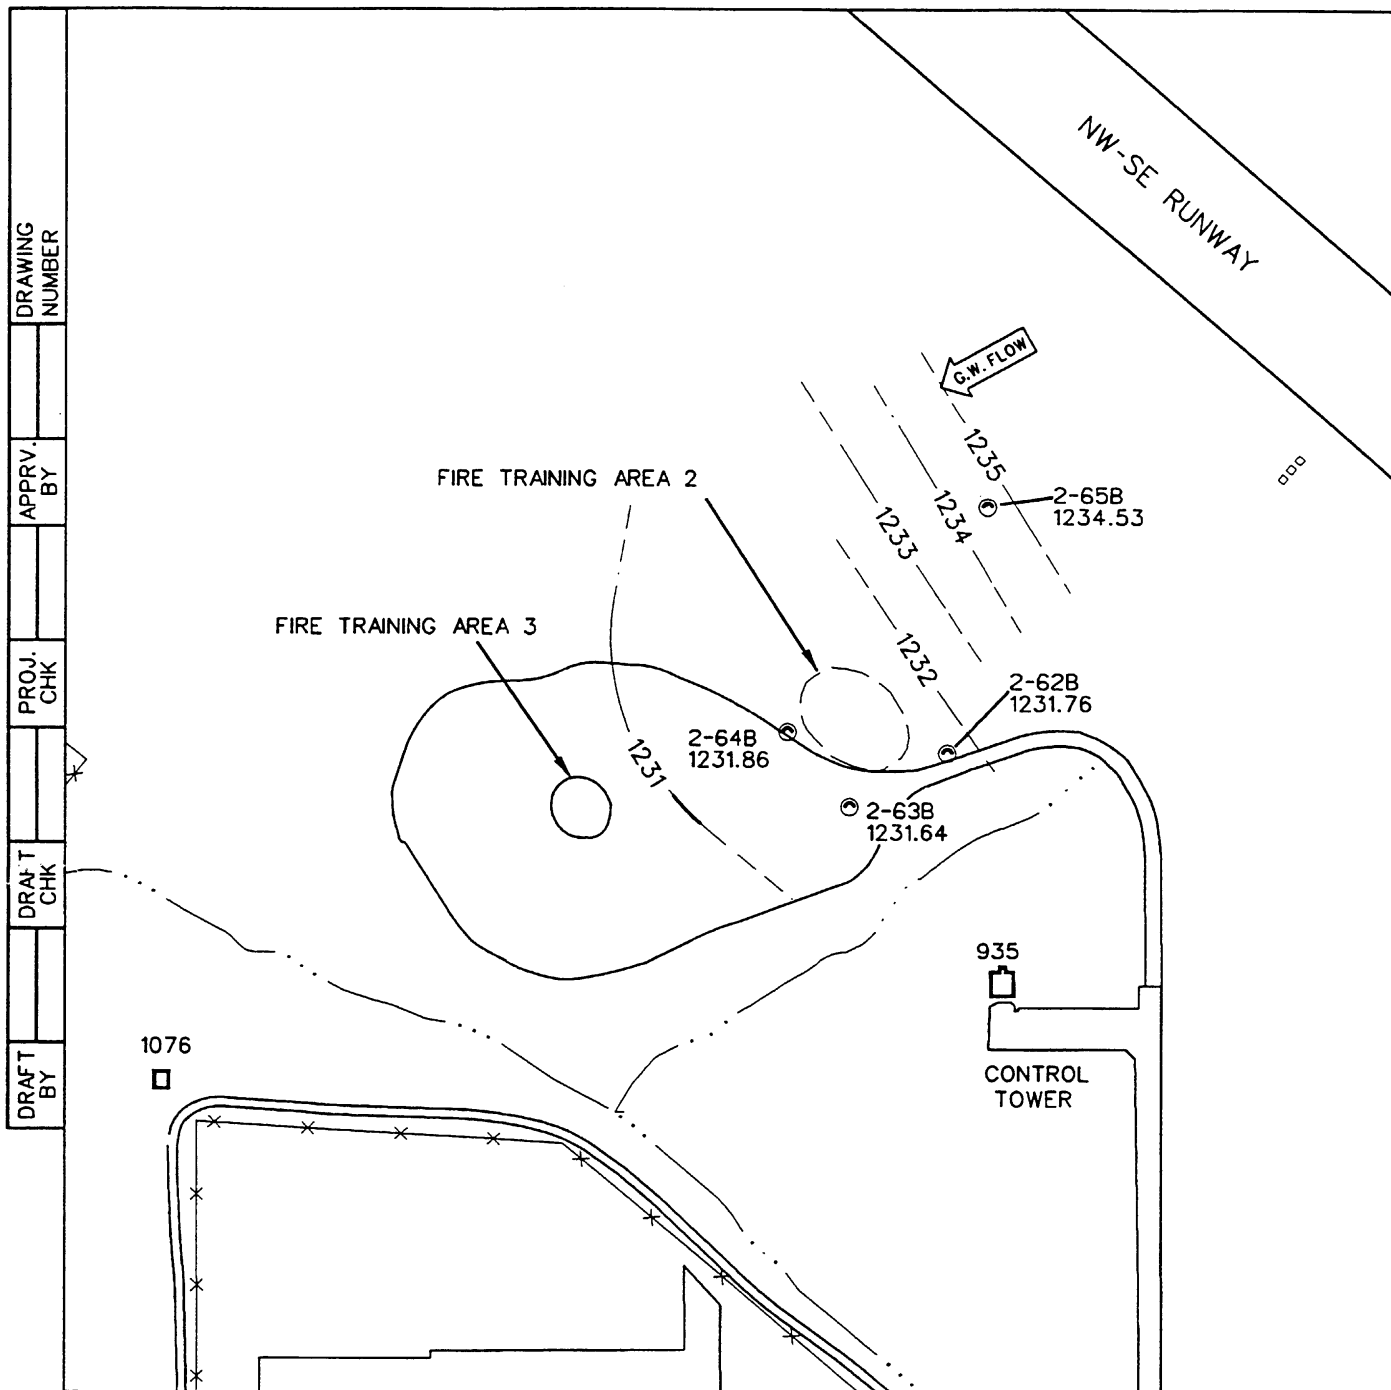 NW-SE RUNWAY
G.W. FLOW
1235
1234
1233
1232
1231
2-65B
1234.53
FIRE TRAINING AREA 2
FIRE TRAINING AREA 3
2-62B
1231.76
2-64B
1231.86
2-63B
1231.64
935
CONTROL
TOWER
1076
DRAWING
NUMBER
APPRV.
BY
PROJ.
CHK
DRAFT
CHK
DRAFT
BY